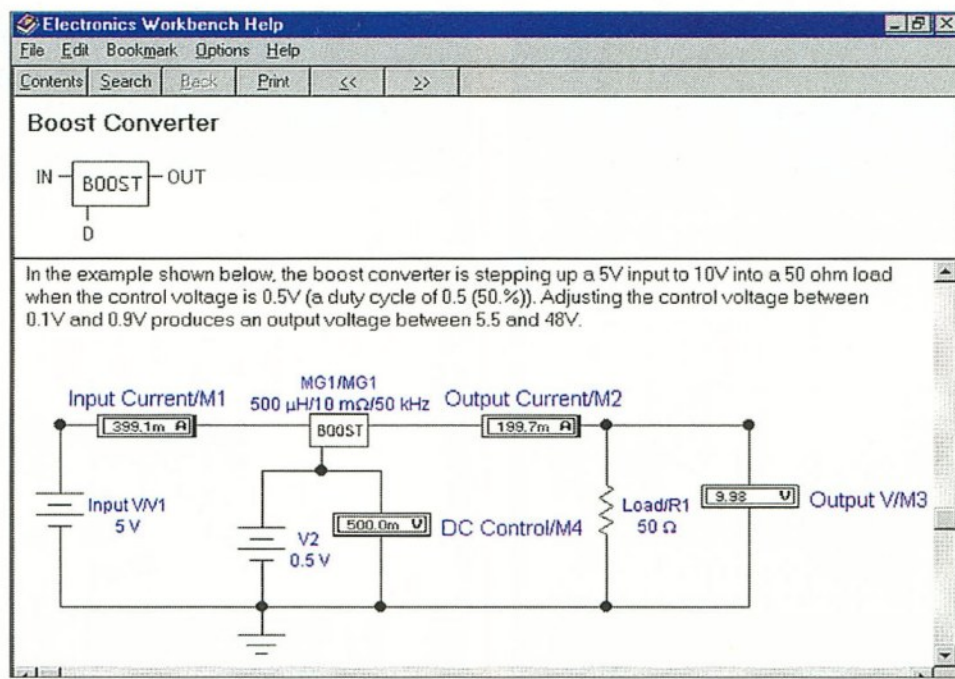 Electronics Workbench Help
File Edit Bookmark Options Help
Contents Search Back Print << >>
Boost Converter
IN BOOST OUT
D
In the example shown below, the boost converter is stepping up a 5V input to 10V into a 50 ohm load
when the control voltage is 0.5V (a duty cycle of 0.5 (50.%)). Adjusting the control voltage between
0.1V and 0.9V produces an output voltage between 5.5 and 48V.
MG1/MG1
Input Current/M1 500 µH/10 mΩ/50 kHz Output Current/M2
399.1m A BOOST 199.7m A
Input V/V1
5 V
V2
0.5 V
500.0m V DC Control/M4
Load/R1
50 Ω
9.98 V Output V/M3